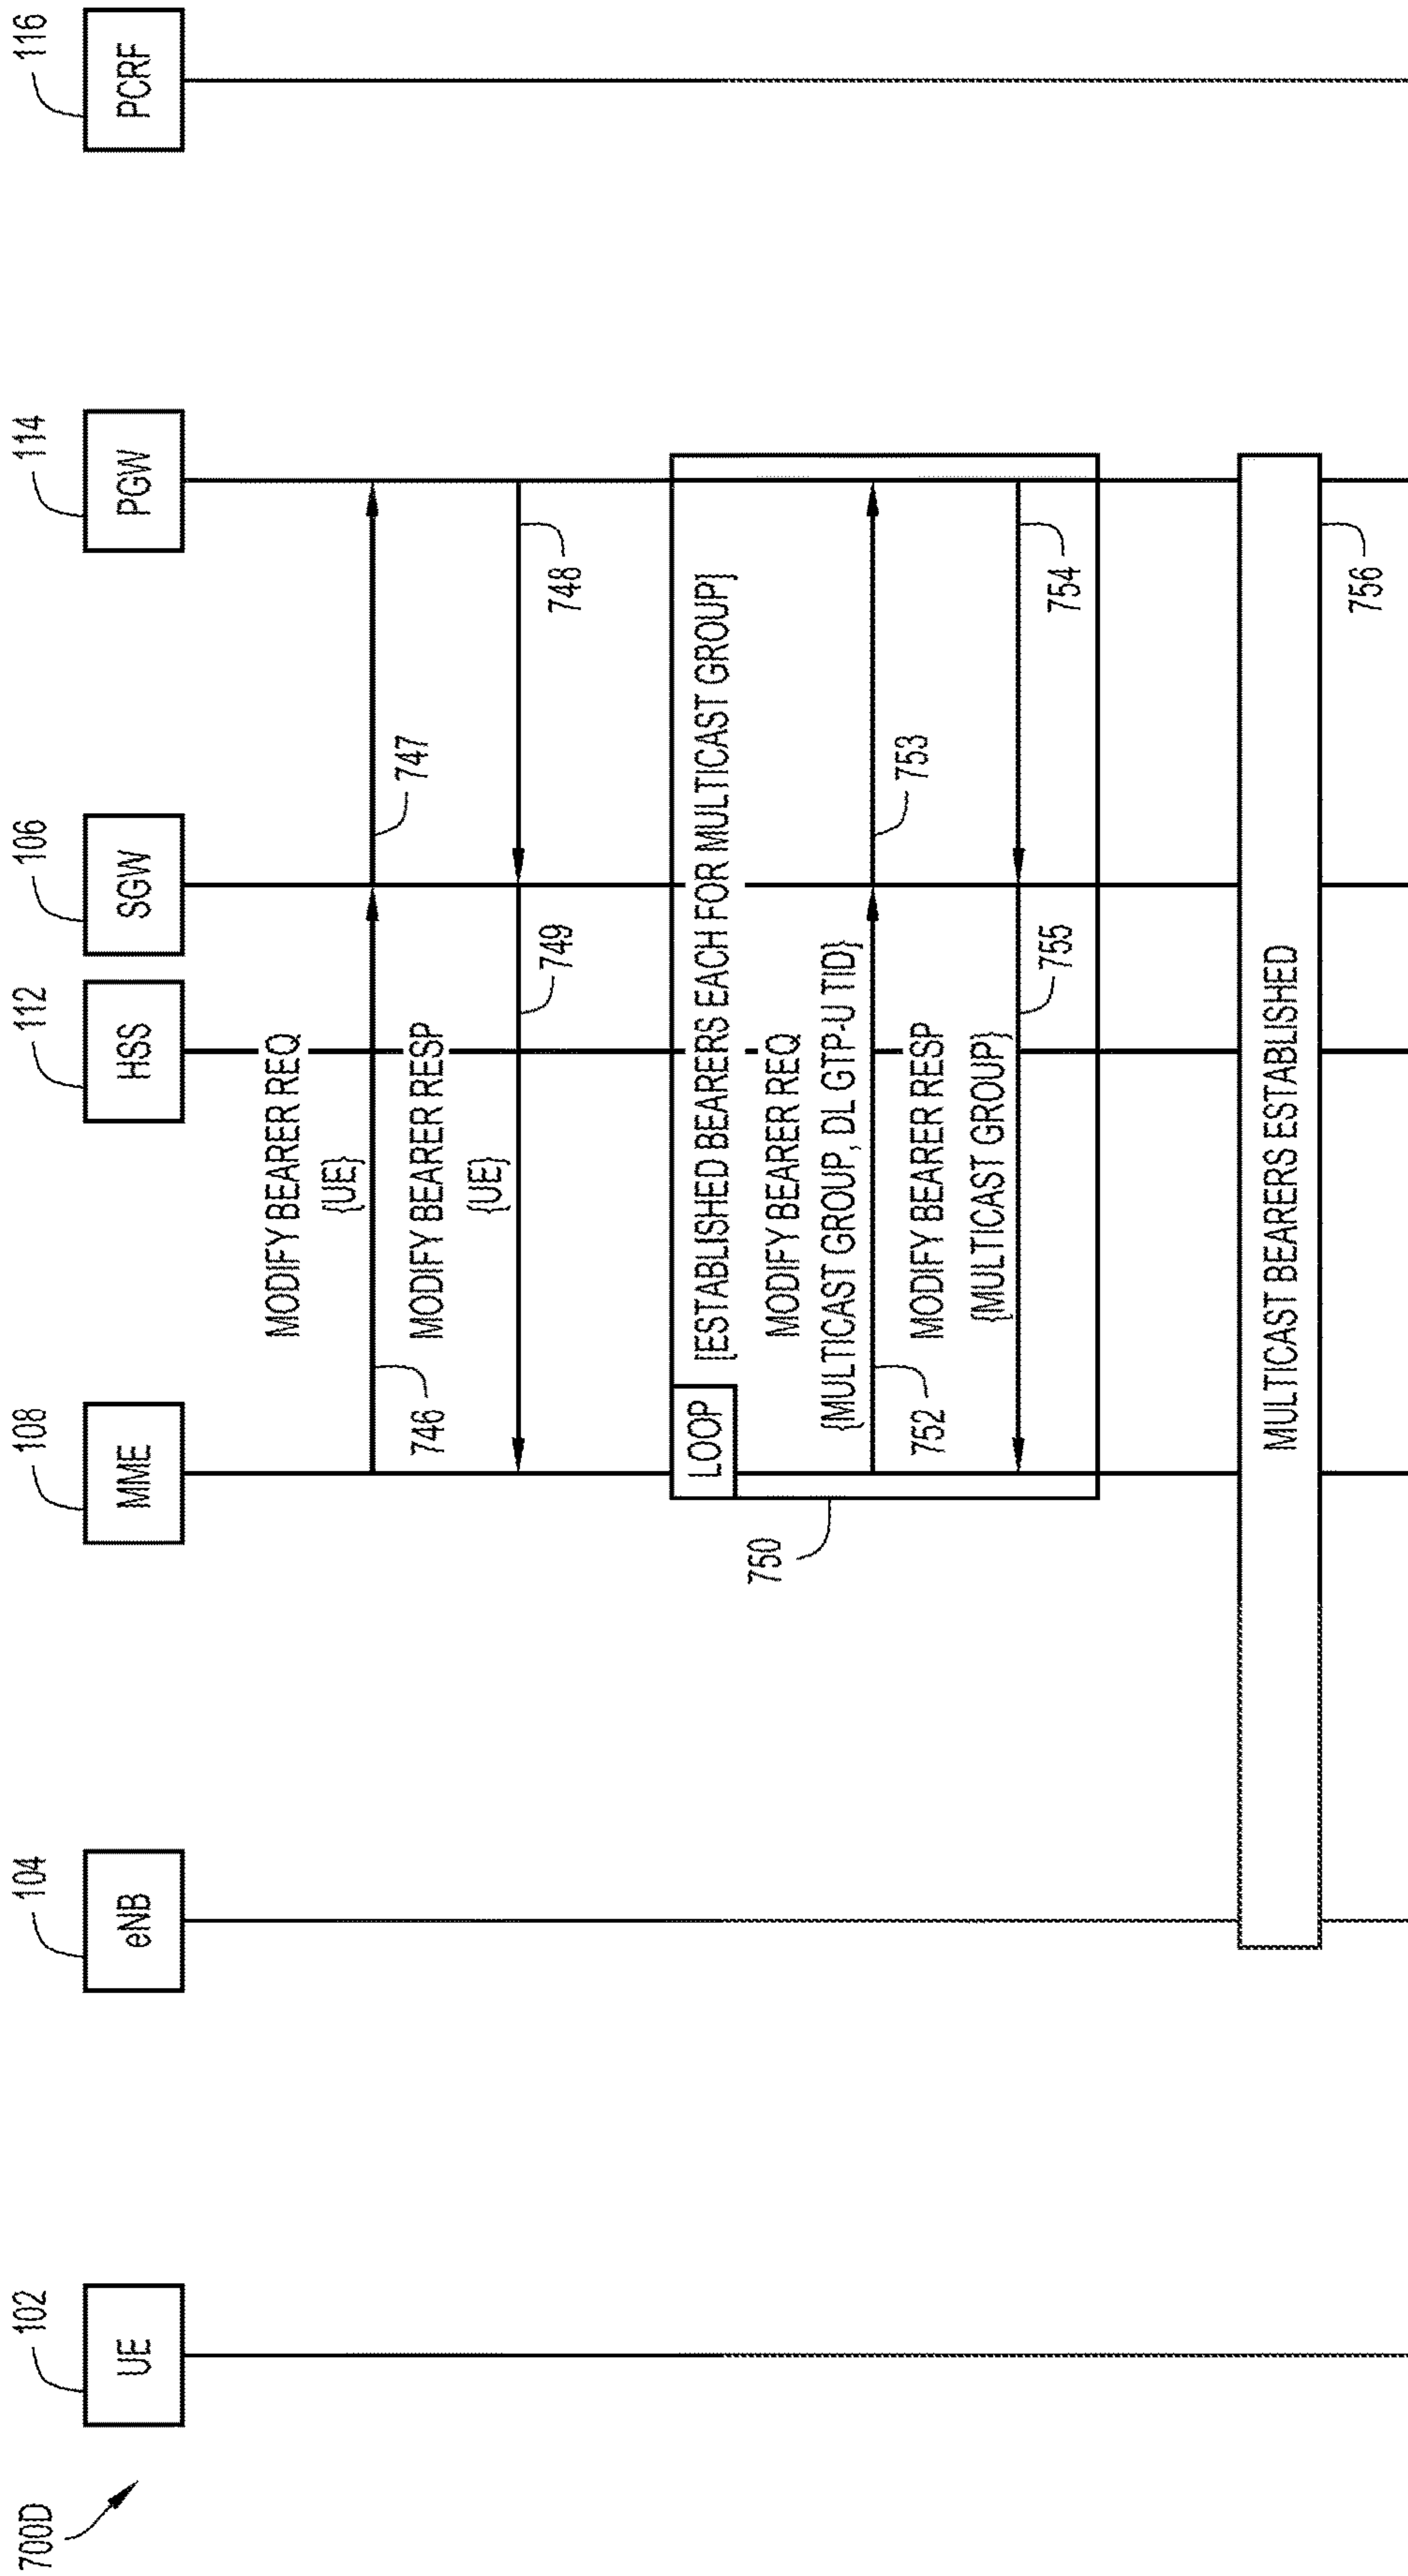 700D
102
104
108
112
106
114
116
UE
eNB
MME
HSS
SGW
PGW
PCRF
MODIFY BEARER REQ
{UE}
746
747
MODIFY BEARER RESP
{UE}
749
748
LOOP
[ESTABLISHED BEARERS EACH FOR MULTICAST GROUP]
750
MODIFY BEARER REQ
{MULTICAST GROUP, DL GTP-U TID}
752
753
MODIFY BEARER RESP
{MULTICAST GROUP}
755
754
MULTICAST BEARERS ESTABLISHED
756